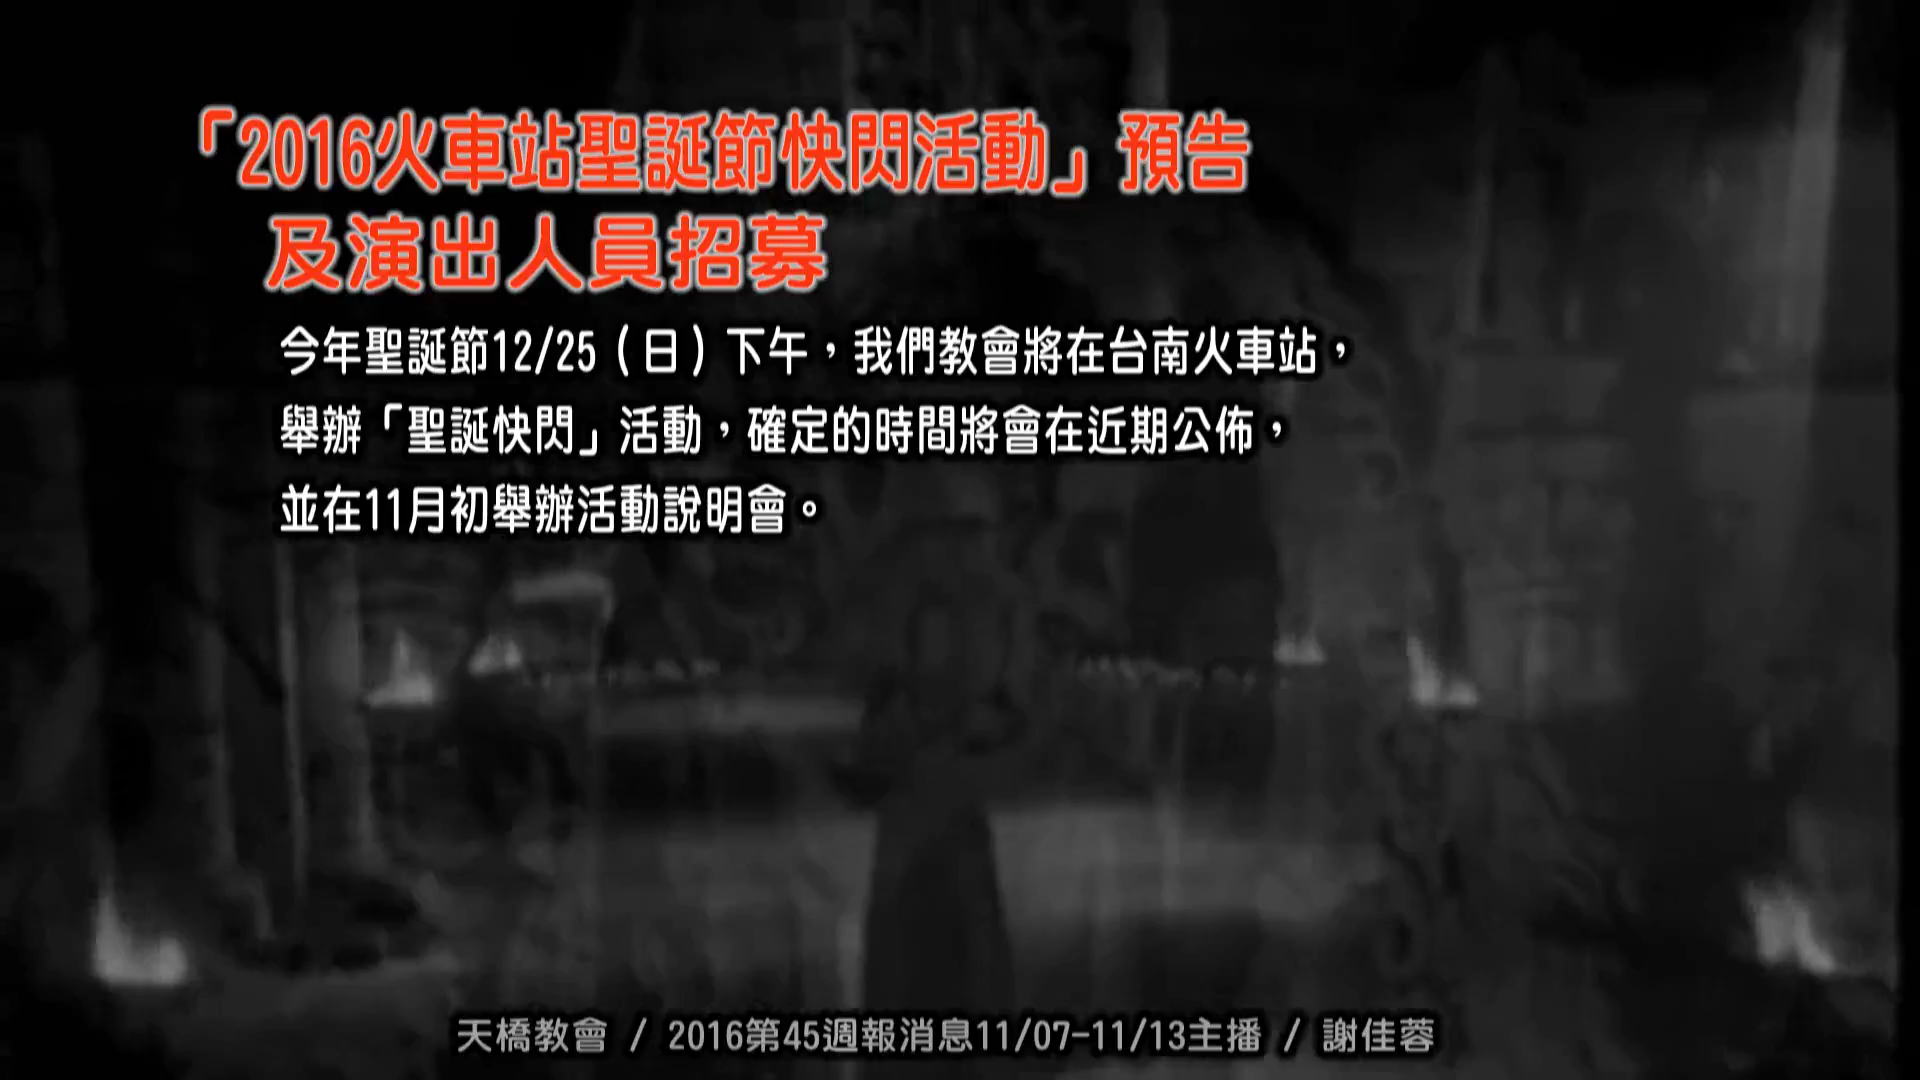 「2016火車站聖誕節快閃活動」預告
及演出人員招募
今年聖誕節12/25（日）下午，我們教會將在台南火車站，
舉辦「聖誕快閃」活動，確定的時間將會在近期公佈，
並在11月初舉辦活動說明會。
天橋教會 / 2016第45週報消息11/07-11/13主播 / 謝佳蓉